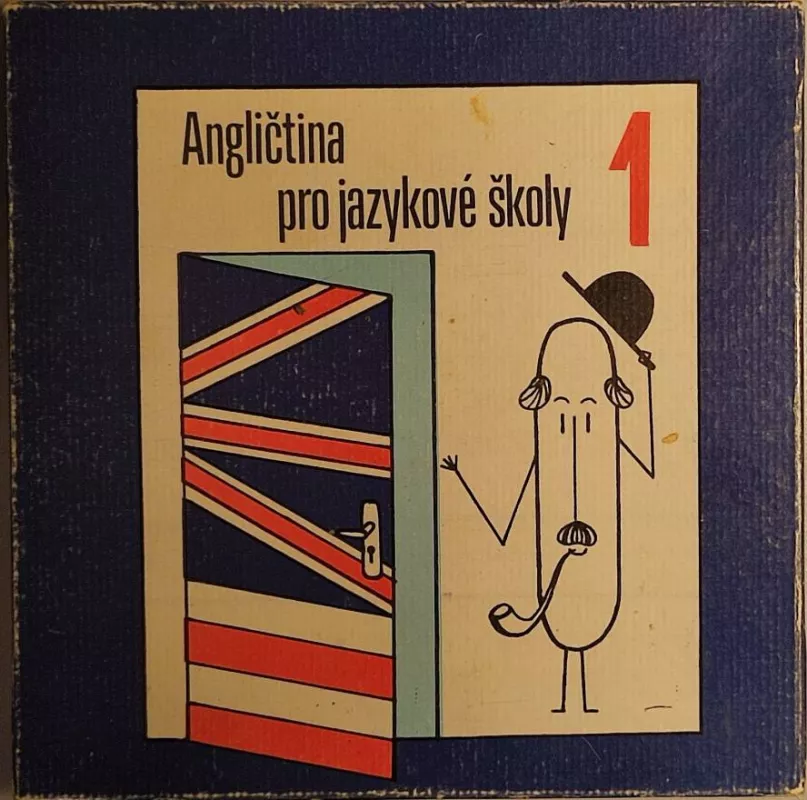 Angličtina
pro jazykové školy
1